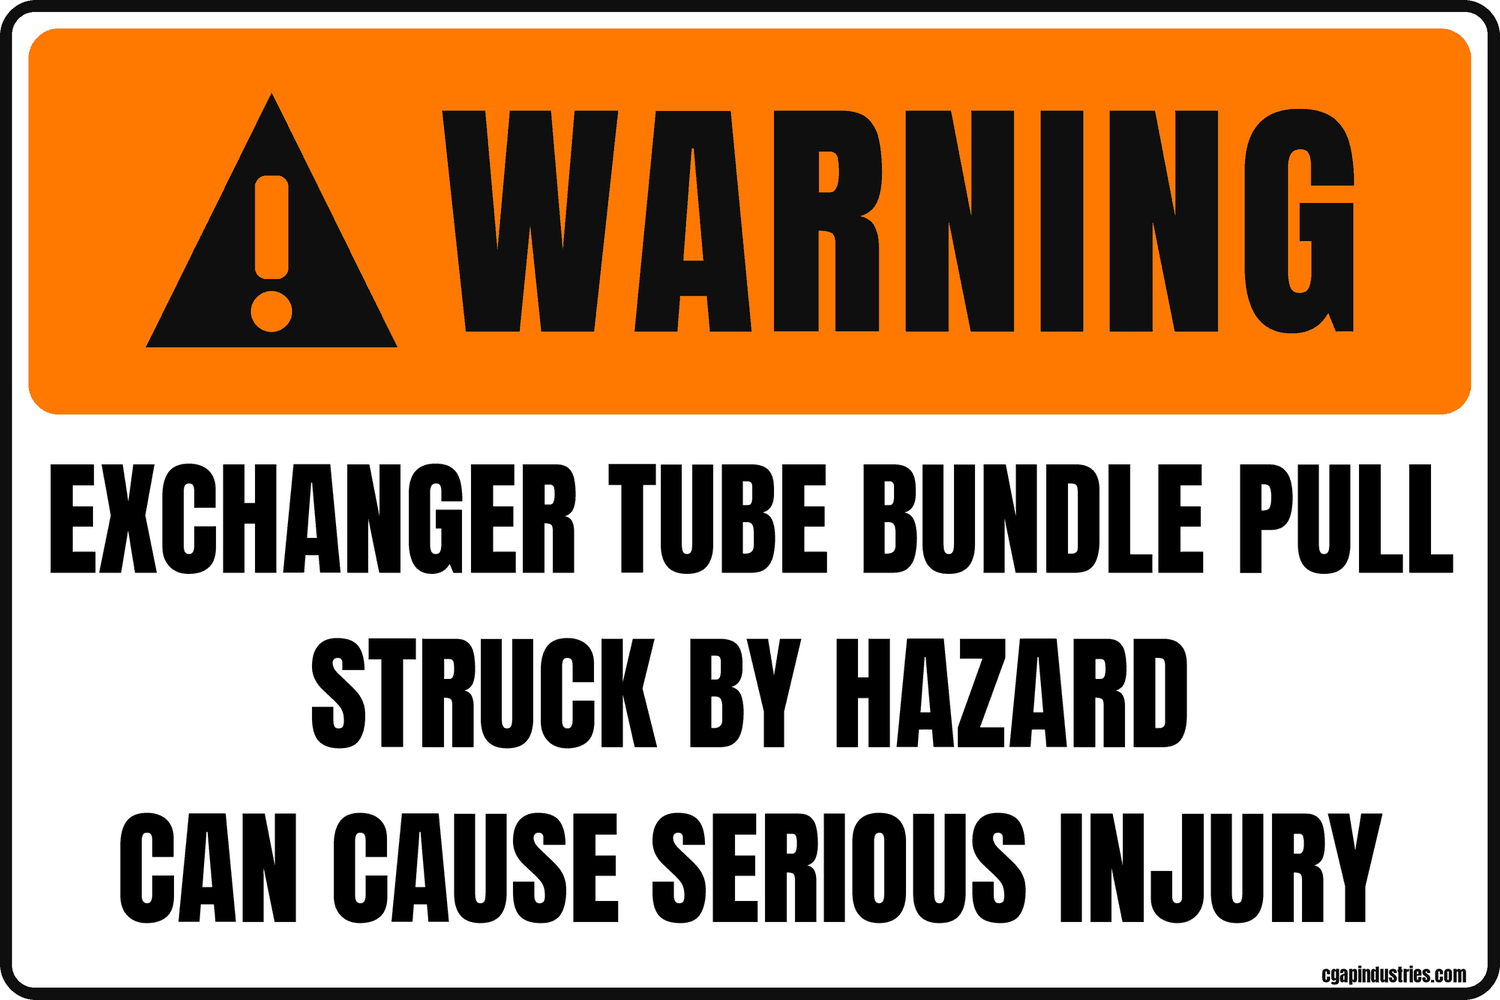 WARNING
EXCHANGER TUBE BUNDLE PULL
STRUCK BY HAZARD
CAN CAUSE SERIOUS INJURY
cgapindustries.com